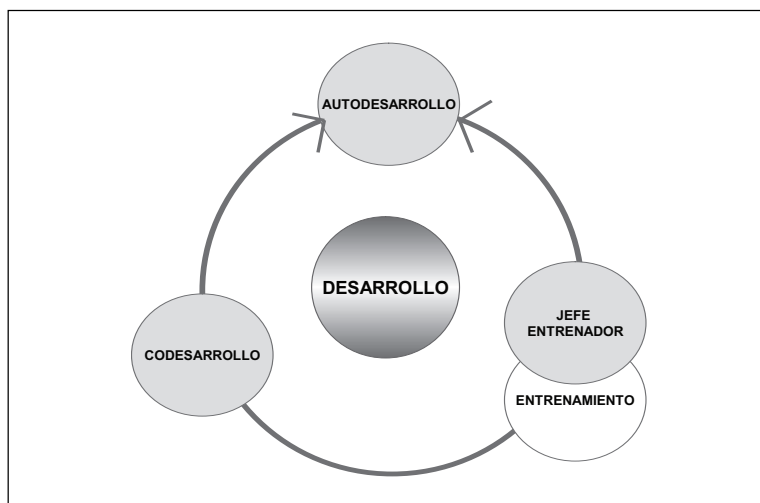 AUTODESARROLLO
DESARROLLO
JEFE
ENTRENADOR
CODESARROLLO
ENTRENAMIENTO